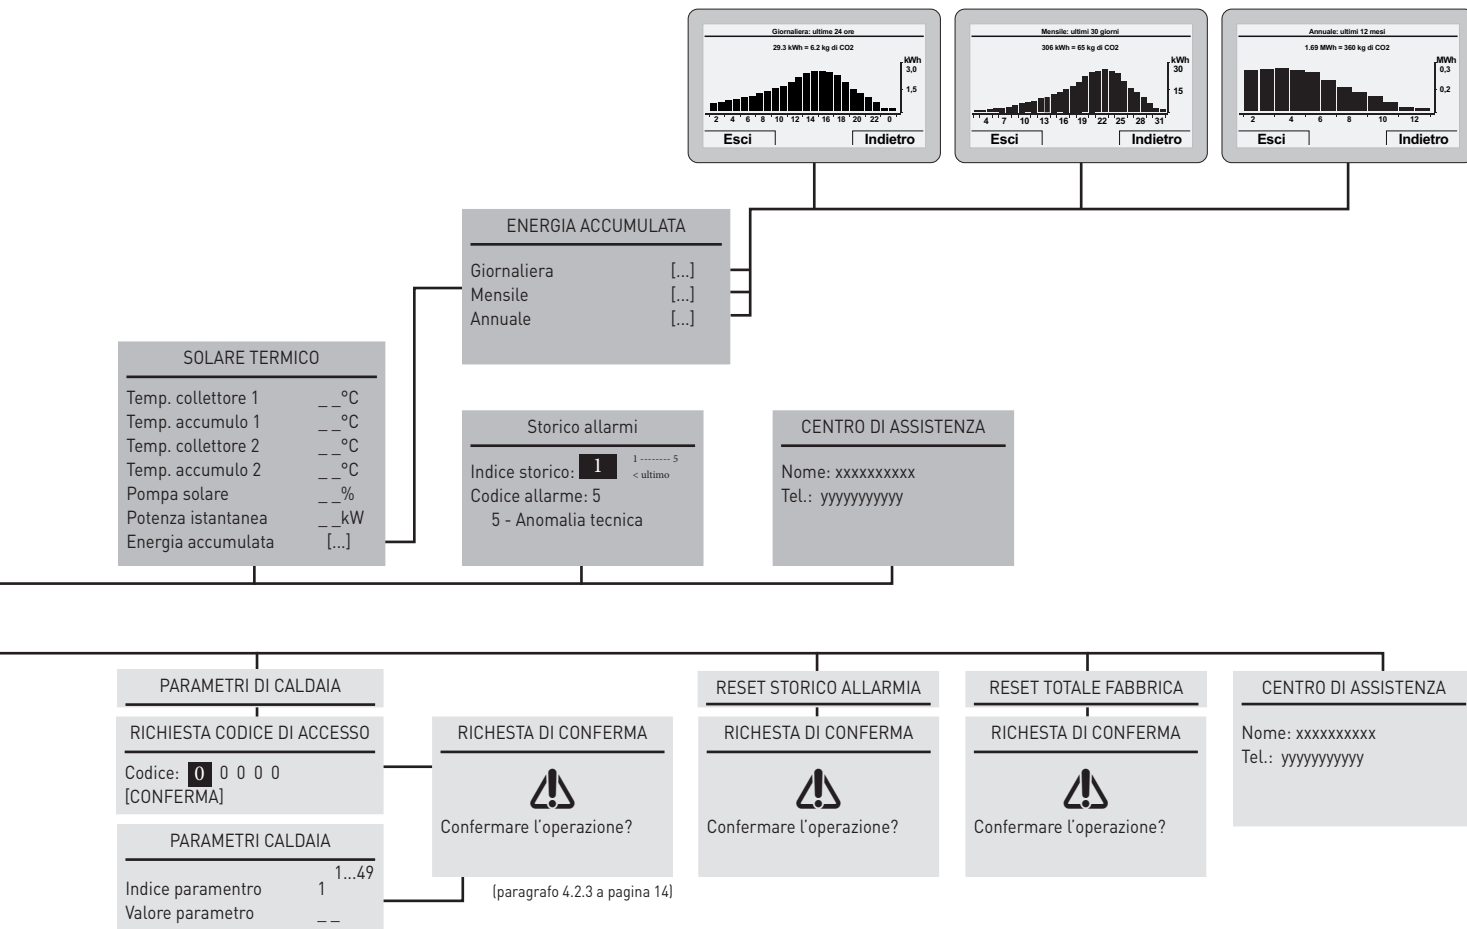 Giornaliera: ultime 24 ore
29.3 kWh = 6.2 kg di CO2
kWh
3,0
1,5
2 4 6 8 10 12 14 16 18 20 22 0
Esci Indietro
Mensile: ultimi 30 giorni
306 kWh = 65 kg di CO2
kWh
30
15
4 7 10 13 16 19 22 25 28 31
Esci Indietro
Annuale: ultimi 12 mesi
1.69 MWh = 360 kg di CO2
MWh
0,3
0,2
2 4 6 8 10 12
Esci Indietro
ENERGIA ACCUMULATA
Giornaliera [...]
Mensile [...]
Annuale [...]
SOLARE TERMICO
Temp. collettore 1 _ _°C
Temp. accumulo 1 _ _°C
Temp. collettore 2 _ _°C
Temp. accumulo 2 _ _°C
Pompa solare _ _%
Potenza istantanea _ _kW
Energia accumulata [...]
Storico allarmi
Indice storico: 1 1 -------- 5
< ultimo
Codice allarme: 5
5 - Anomalia tecnica
CENTRO DI ASSISTENZA
Nome: xxxxxxxxxx
Tel.: yyyyyyyyyyy
PARAMETRI DI CALDAIA
RICHIESTA CODICE DI ACCESSO
Codice: 0 0 0 0 0
[CONFERMA]
PARAMETRI CALDAIA
1...49
Indice paramentro 1
Valore parametro _ _
RICHESTA DI CONFERMA
Confermare l'operazione?
(paragrafo 4.2.3 a pagina 14)
RESET STORICO ALLARMIA
RICHESTA DI CONFERMA
Confermare l'operazione?
RESET TOTALE FABBRICA
RICHESTA DI CONFERMA
Confermare l'operazione?
CENTRO DI ASSISTENZA
Nome: xxxxxxxxxx
Tel.: yyyyyyyyyyy